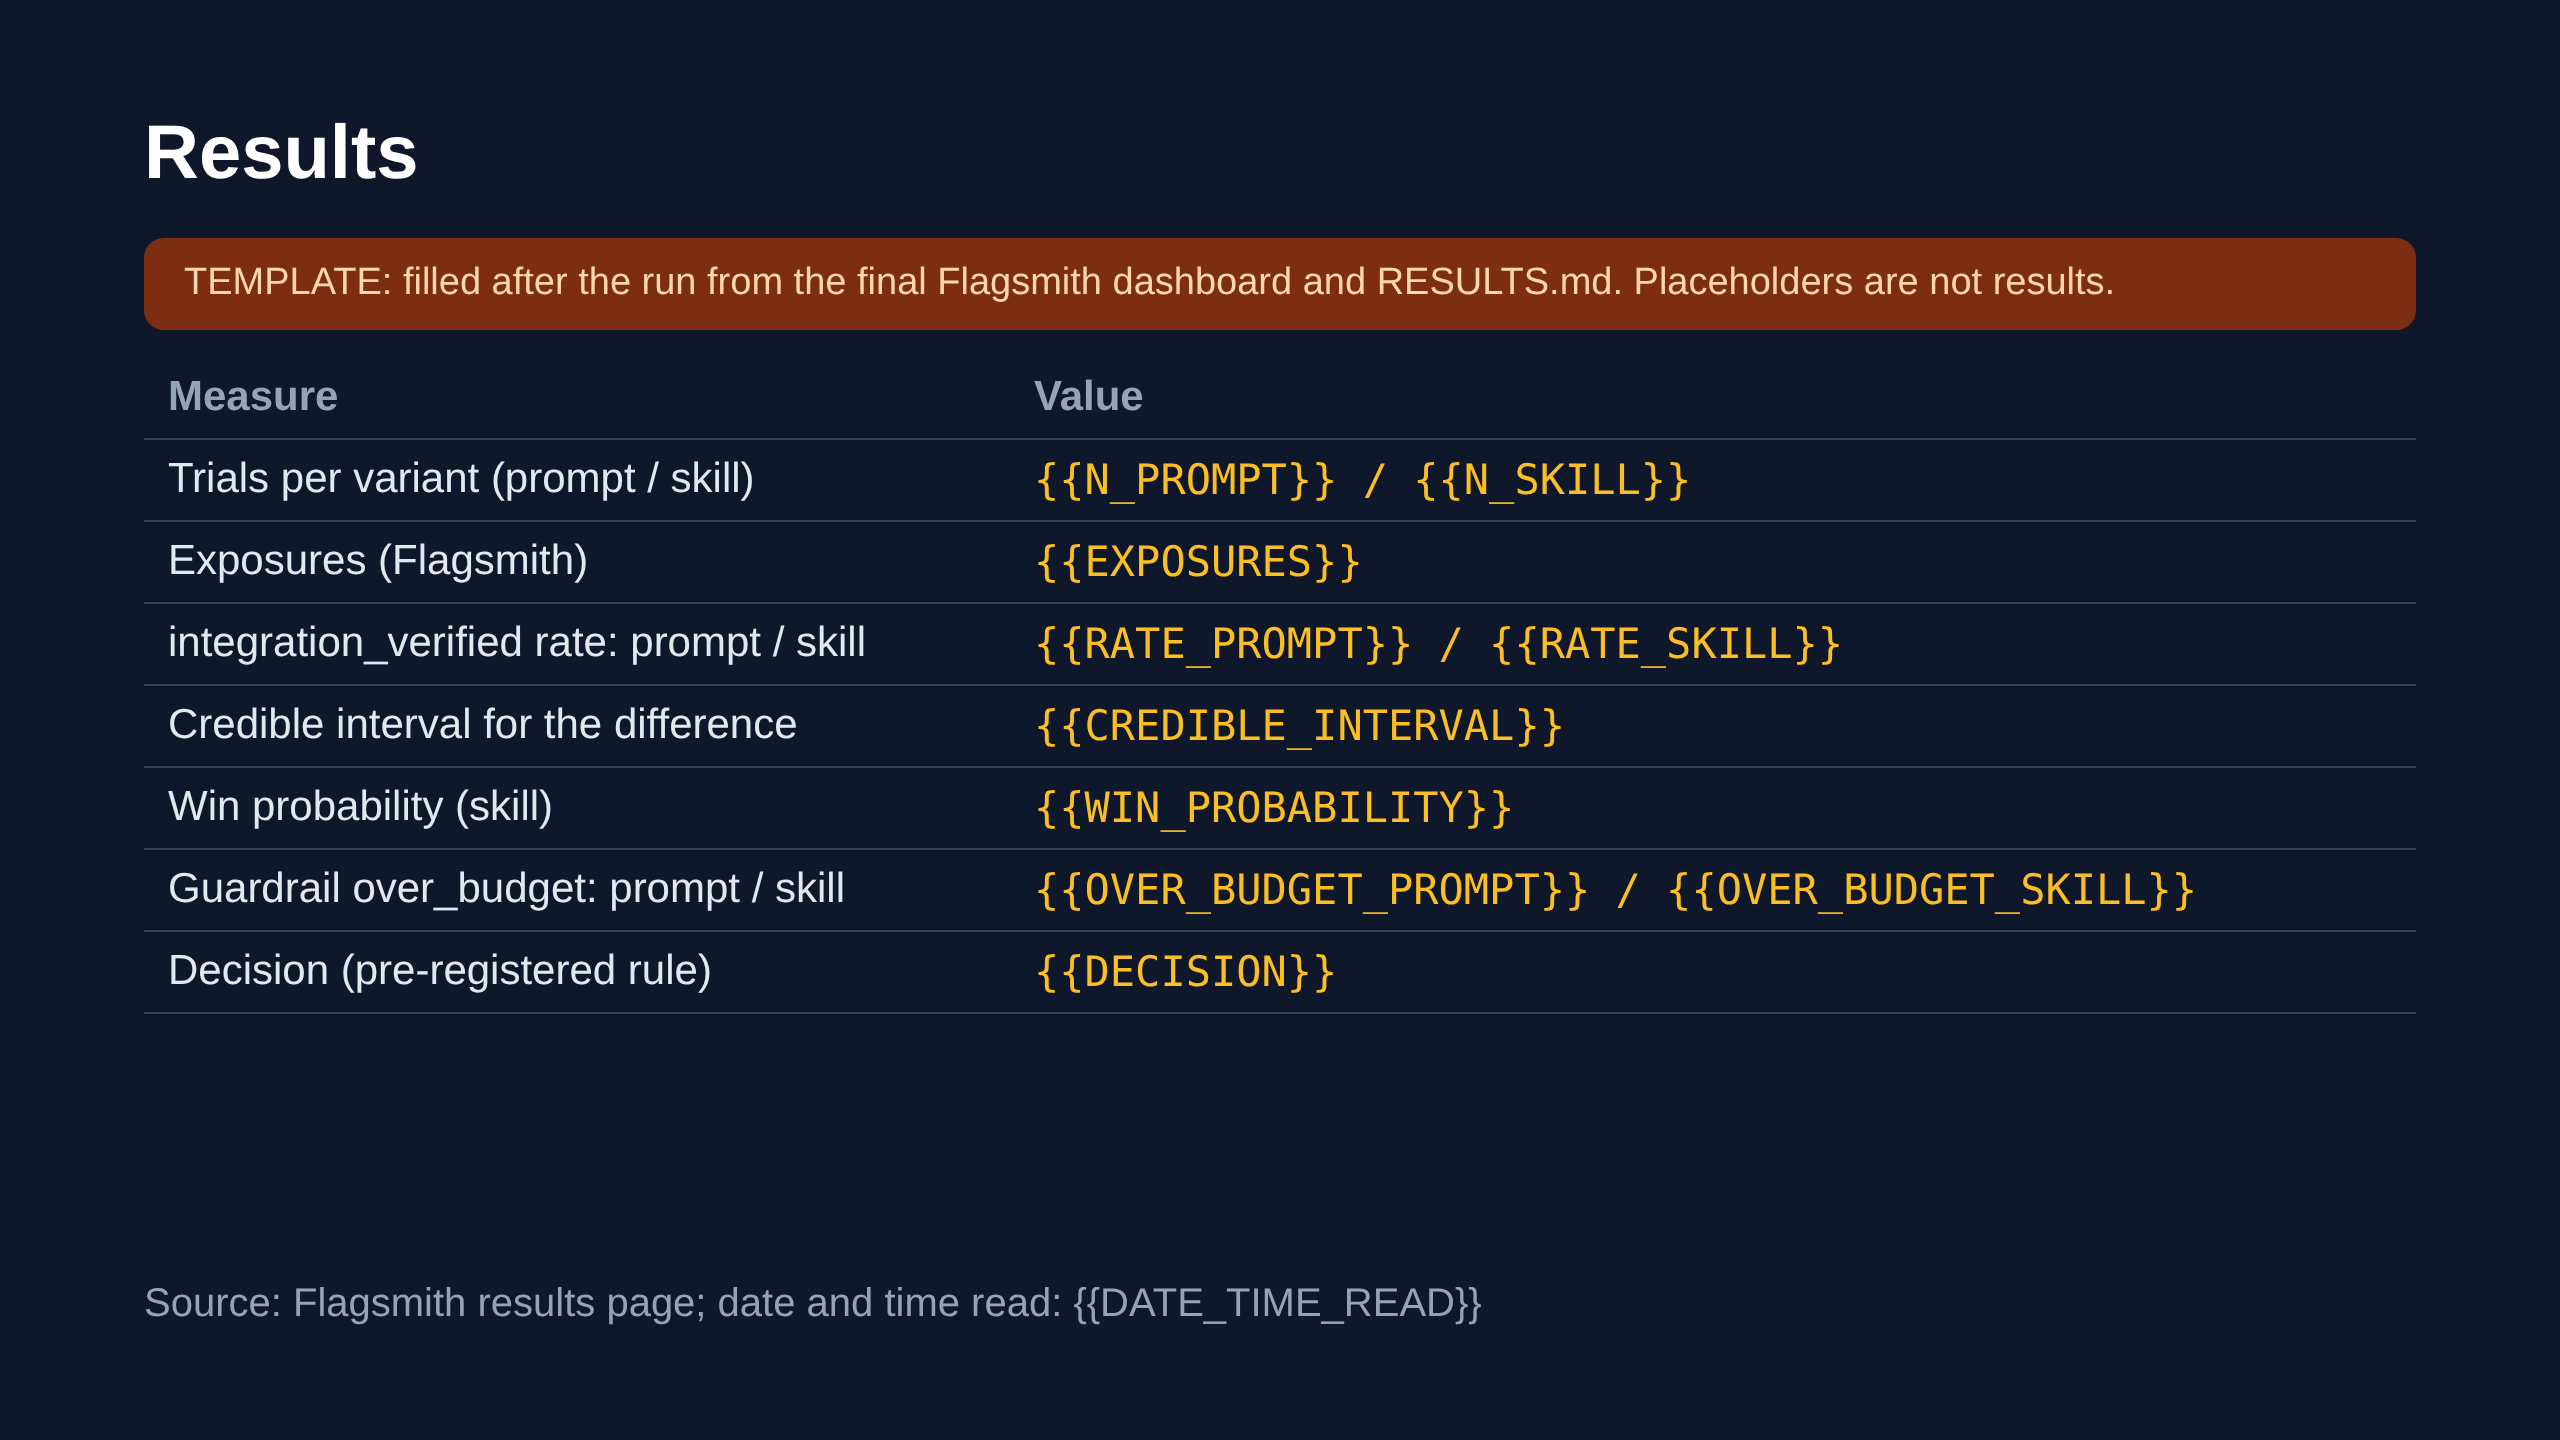 Results
TEMPLATE: filled after the run from the final Flagsmith dashboard and RESULTS.md. Placeholders are not results.
Measure Value
Trials per variant (prompt / skill) {{N_PROMPT}} / {{N_SKILL}}
Exposures (Flagsmith) {{EXPOSURES}}
integration_verified rate: prompt / skill {{RATE_PROMPT}} / {{RATE_SKILL}}
Credible interval for the difference {{CREDIBLE_INTERVAL}}
Win probability (skill) {{WIN_PROBABILITY}}
Guardrail over_budget: prompt / skill {{OVER_BUDGET_PROMPT}} / {{OVER_BUDGET_SKILL}}
Decision (pre-registered rule) {{DECISION}}
Source: Flagsmith results page; date and time read: {{DATE_TIME_READ}}